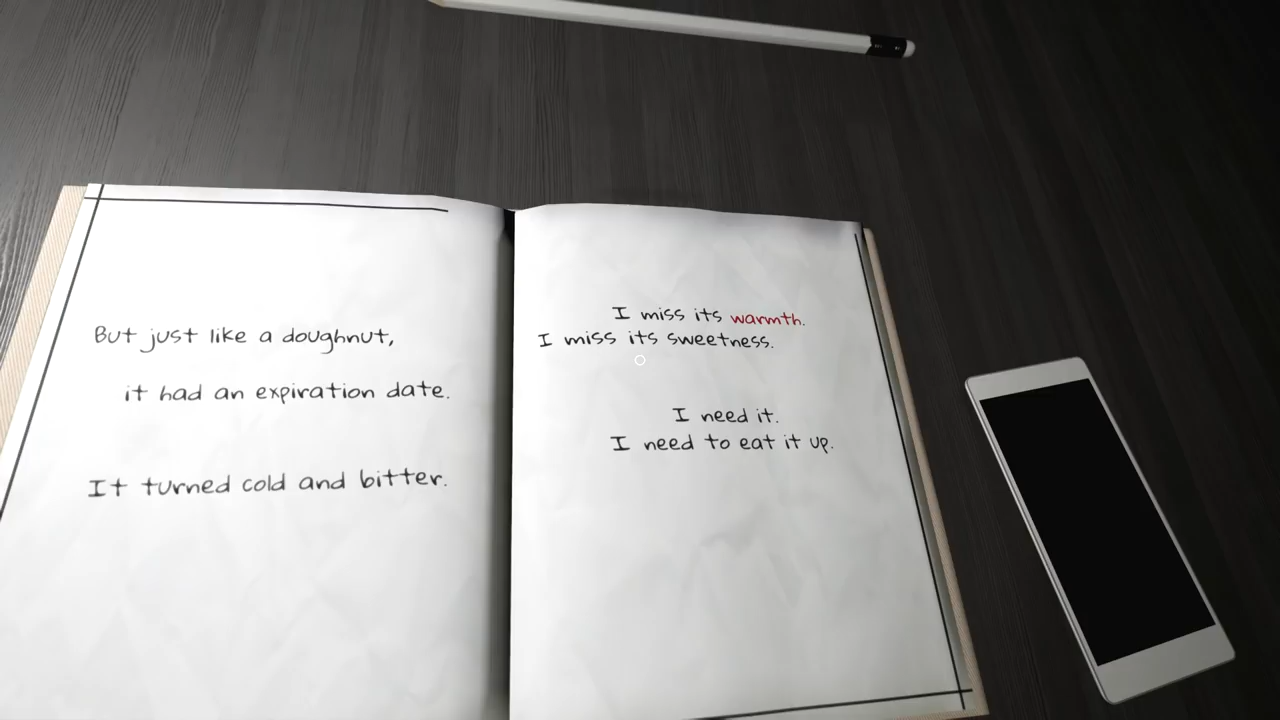 But just like a doughnut,
it had an expiration date.
It turned cold and bitter.
I miss its warmth.
I miss its sweetness.
I need it.
I need to eat it up.